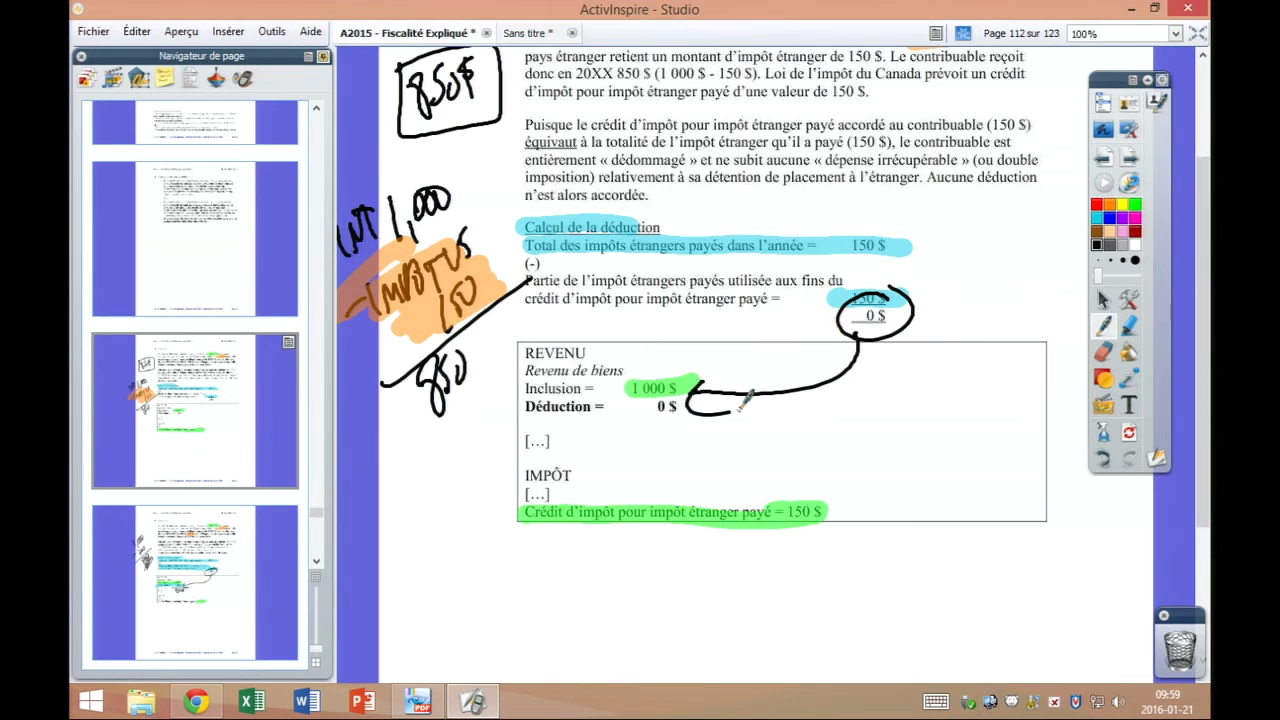 ActivInspire - Studio
Fichier Éditer Aperçu Insérer Outils Aide
A2015 - Fiscalité Expliqué *
Sans titre *
Page 112 sur 123
100%
Navigateur de page
850$
pays étranger retient un montant d'impôt étranger de 150 $. Le contribuable reçoit
donc en 20XX 850 $ (1 000 $ - 150 $). Loi de l'impôt du Canada prévoit un crédit
d'impôt pour impôt étranger payé d'une valeur de 150 $.
Puisque le crédit d'impôt pour impôt étranger payé accordé au contribuable (150 $)
équivaut à la totalité de l'impôt étranger qu'il a payé (150 $), le contribuable est
entièrement « dédommagé » et ne subit aucune « dépense irrécupérable » (ou double
imposition) relativement à sa détention de placement à l'étranger. Aucune déduction
n'est alors accordée.
INT 1,000
- IMPÔT US
150
850
Calcul de la déduction
Total des impôts étrangers payés dans l'année = 150 $
(-)
Partie de l'impôt étrangers payés utilisée aux fins du
crédit d'impôt pour impôt étranger payé = 150 $
0 $
REVENU
Revenu de biens
Inclusion = 1 000 $
Déduction = 0 $
[…]
IMPÔT
[…]
Crédit d'impôt pour impôt étranger payé = 150 $
09:59
2016-01-21